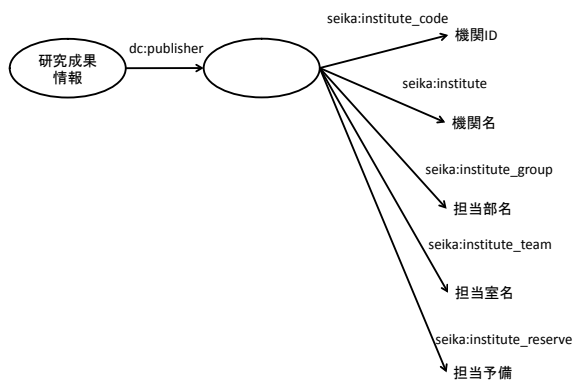 seika:institute_code
機関ID
dc:publisher
研究成果
情報
seika:institute
機関名
seika:institute_group
担当部名
seika:institute_team
担当室名
seika:institute_reserve
担当予備